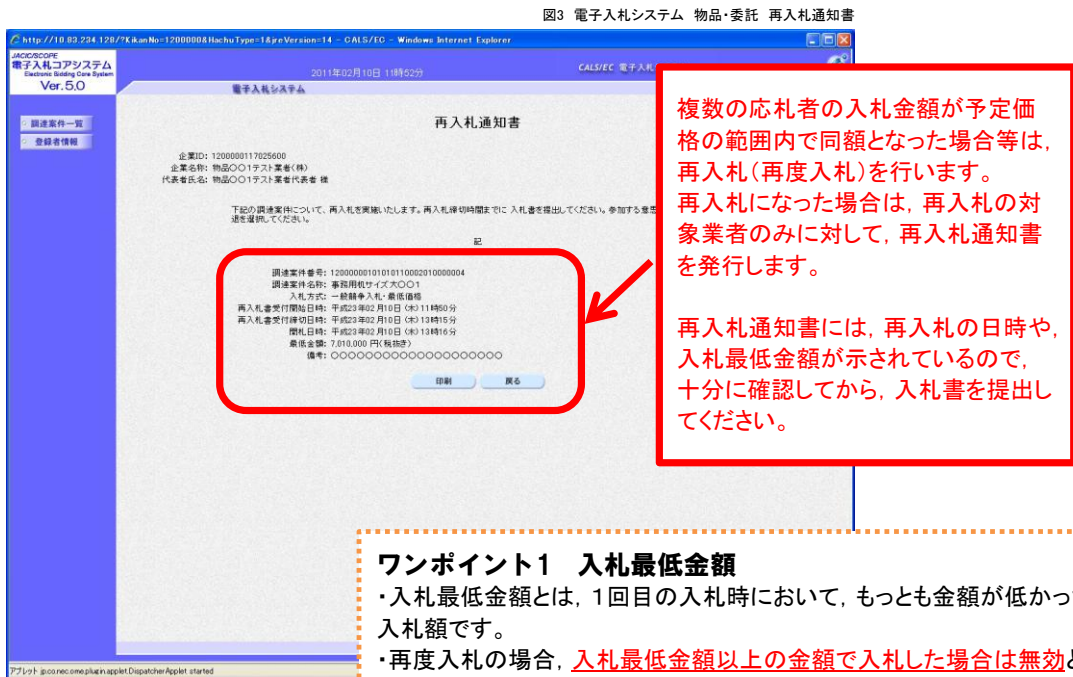 図3 電子入札システム 物品・委託 再入札通知書
http://10.83.234.128/?KikanNo=1200000&HachuType=1&jreVersion=14 - CALS/EC - Windows Internet Explorer
JACIC/SCOPE
電子入札コアシステム
Electronic Bidding Core System
Ver.5.0
2011年02月10日 11時52分
CALS/EC 電子入札
電子入札システム
調達案件一覧
登録者情報
再入札通知書
企業ID: 1200000117025600
企業名称: 物品〇〇1テスト業者(株)
代表者氏名: 物品〇〇1テスト業者代表者 様
下記の調達案件について、再入札を実施いたします。再入札締切時間までに 入札書を提出してください。参加する意思
退を選択してください。
記
調達案件番号: 1200000010101011000201000004
調達案件名称: 事務用机サイズ大〇〇1
入札方式: 一般競争入札・最低価格
再入札書受付開始日時: 平成23年02月10日 (木) 11時50分
再入札書受付締切日時: 平成23年02月10日 (木) 13時15分
開札日時: 平成23年02月10日 (木) 13時16分
最低金額: 7,010,000 円(税抜き)
備考: 〇〇〇〇〇〇〇〇〇〇〇〇〇〇〇〇〇〇〇〇
印刷 戻る
複数の応札者の入札金額が予定価
格の範囲内で同額となった場合等は,
再入札(再度入札)を行います。
再入札になった場合は,再入札の対
象業者のみに対して,再入札通知書
を発行します。
再入札通知書には,再入札の日時や,
入札最低金額が示されているので,
十分に確認してから,入札書を提出し
てください。
ワンポイント1 入札最低金額
・入札最低金額とは,1回目の入札時において,もっとも金額が低かっ
入札額です。
・再度入札の場合,入札最低金額以上の金額で入札した場合は無効と
アプレット jp.co.nec.ome.plugin.applet.DispatcherApplet started